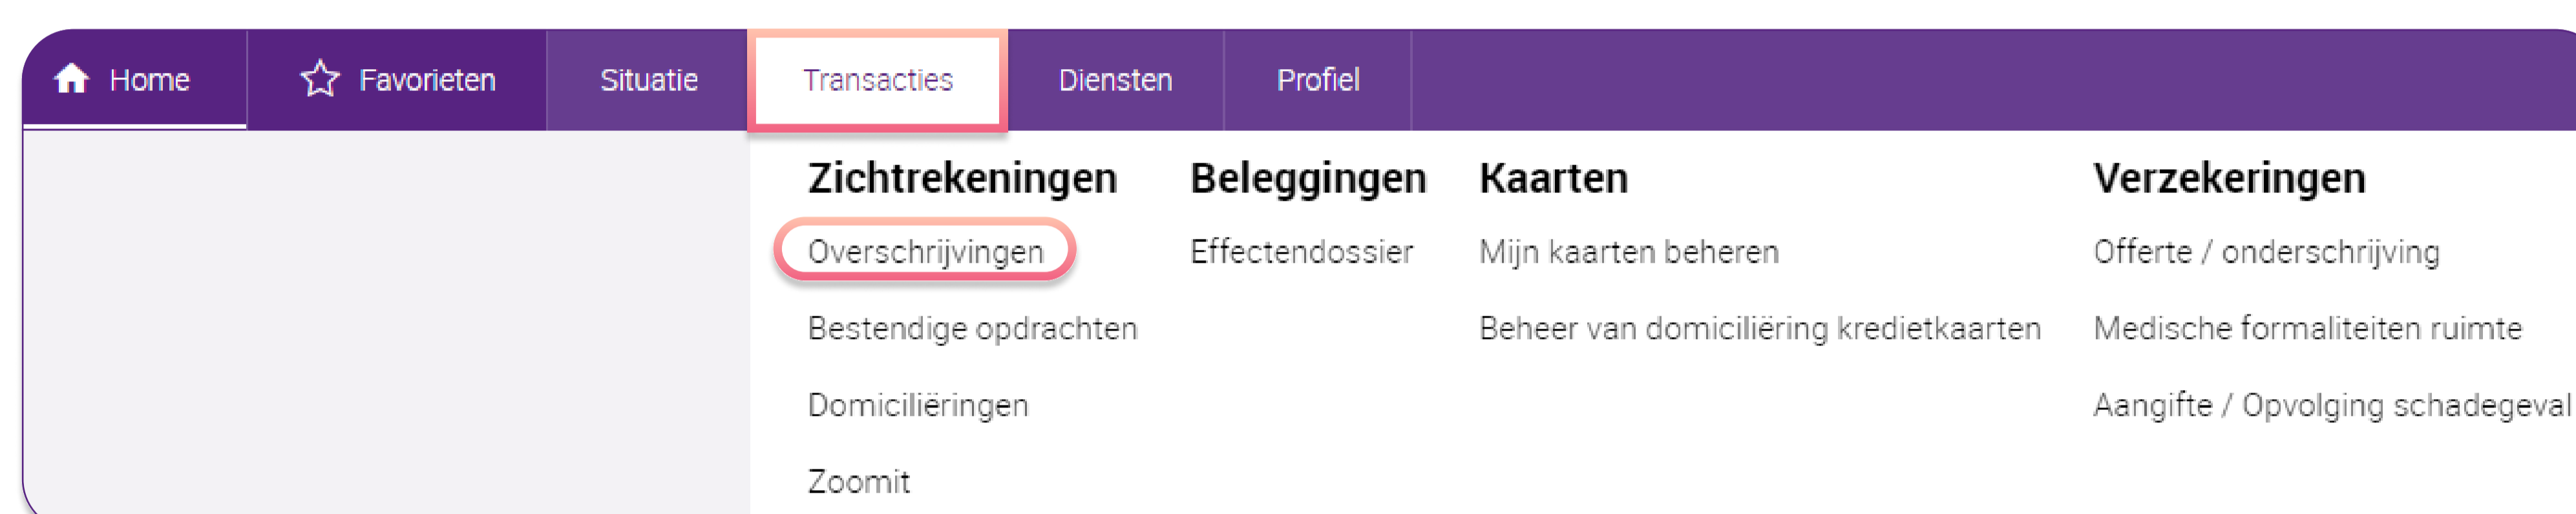 Home Favorieten Situatie Transacties Diensten Profiel
Zichtrekeningen Beleggingen Kaarten Verzekeringen
Overschrijvingen Effectendossier Mijn kaarten beheren Offerte / onderschrijving
Bestendige opdrachten Beheer van domiciliëring kredietkaarten Medische formaliteiten ruimte
Domiciliëringen Aangifte / Opvolging schadegeval
Zoomit